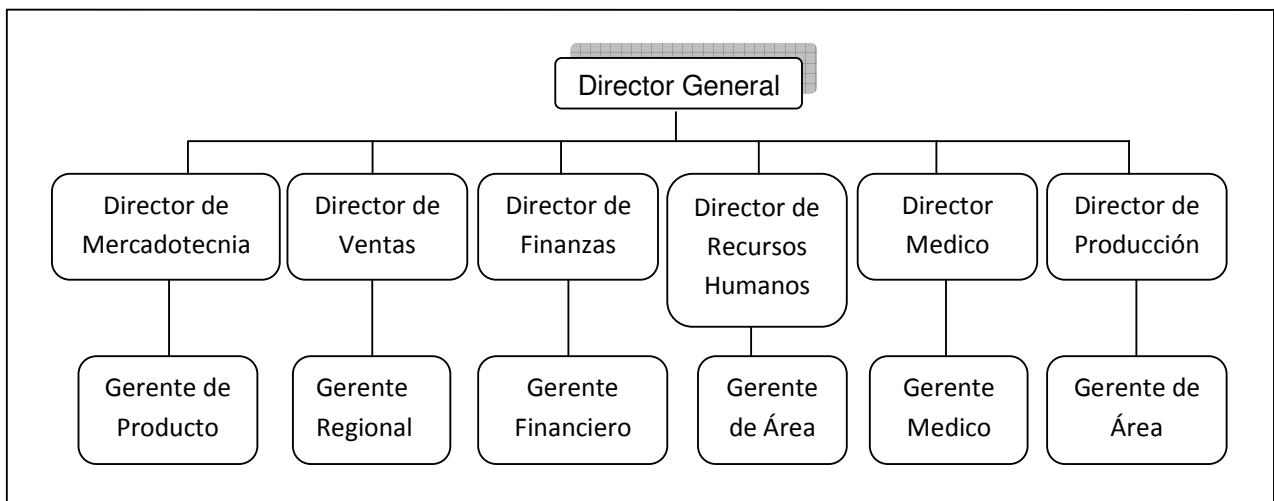 Director General
Director de
Mercadotecnia
Director de
Ventas
Director de
Finanzas
Director de
Recursos
Humanos
Director
Medico
Director de
Producción
Gerente de
Producto
Gerente
Regional
Gerente
Financiero
Gerente
de Área
Gerente
Medico
Gerente de
Área